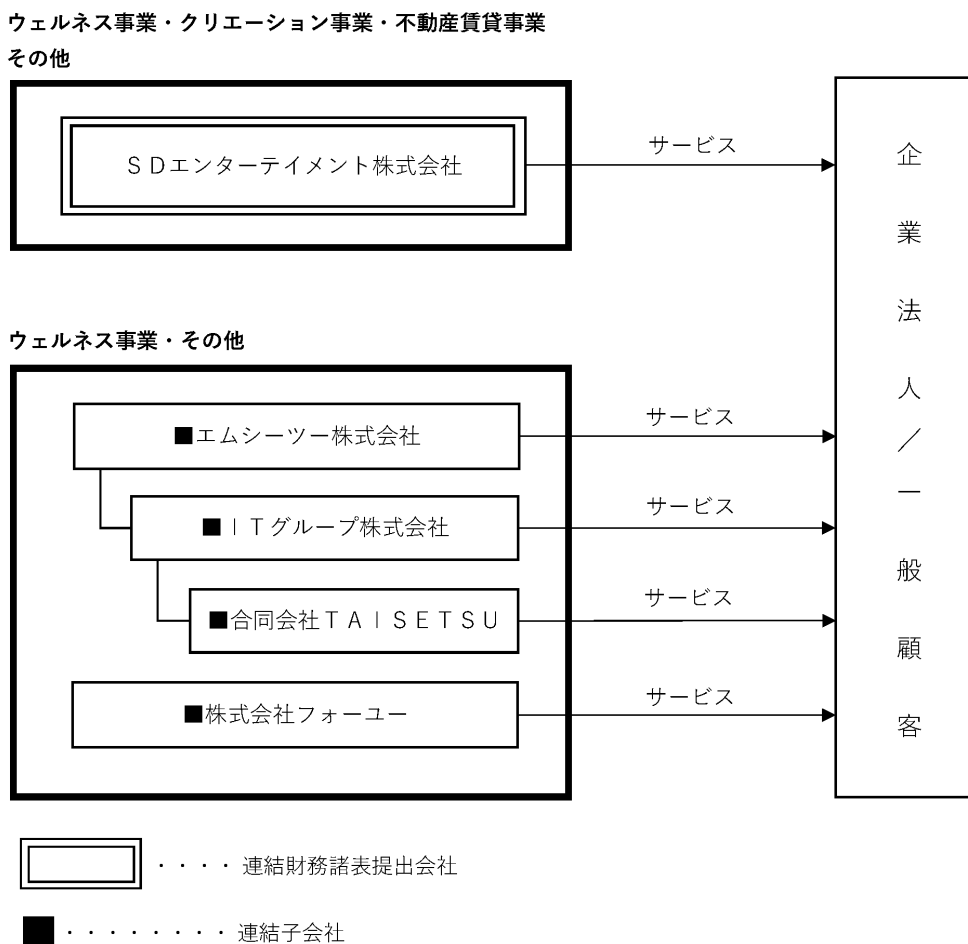 ウェルネス事業・クリエーション事業・不動産賃貸事業
その他
ＳＤエンターテイメント株式会社
サービス
ウェルネス事業・その他
■エムシーツー株式会社
サービス
■ＩＴグループ株式会社
サービス
■合同会社ＴＡＩＳＥＴＳＵ
サービス
■株式会社フォーユー
サービス
企業法人／一般顧客
・・・・連結財務諸表提出会社
■・・・・・・・・連結子会社